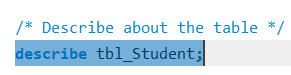 /* Describe about the table */
describe tbl_Student;